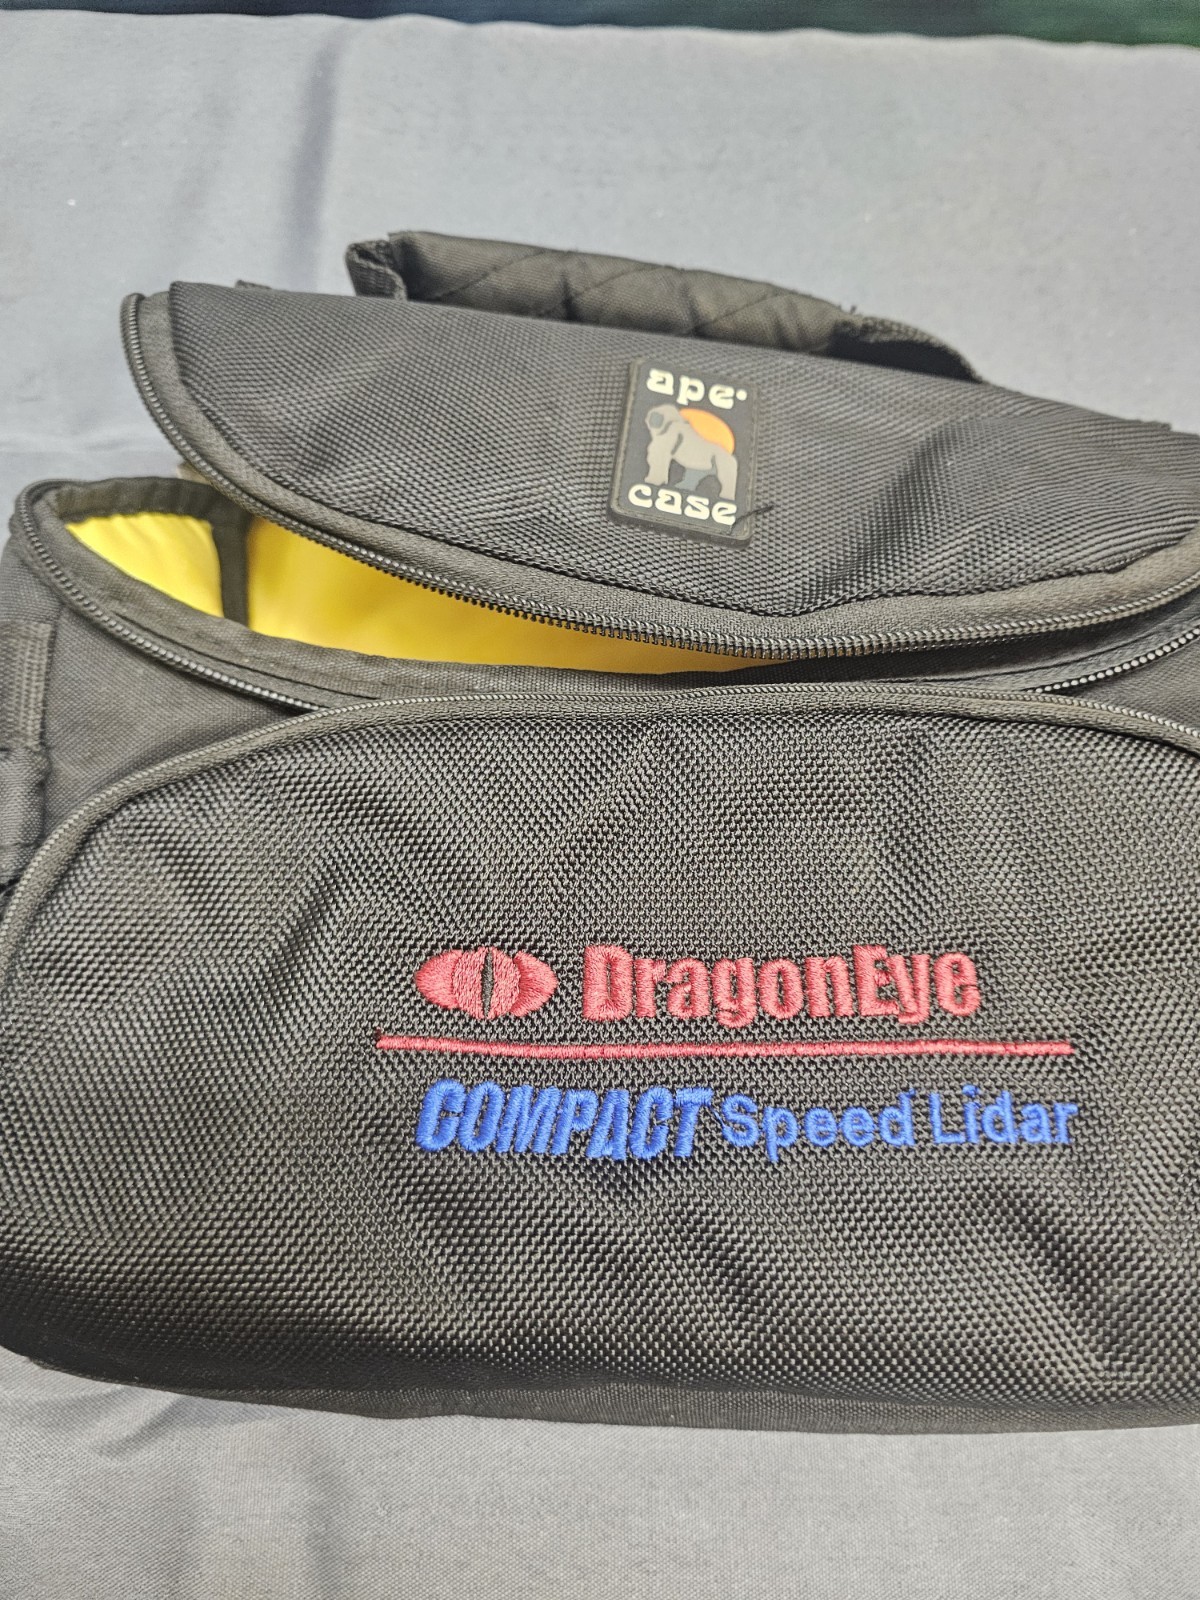 ape
case
DragonEye
COMPACT Speed Lidar